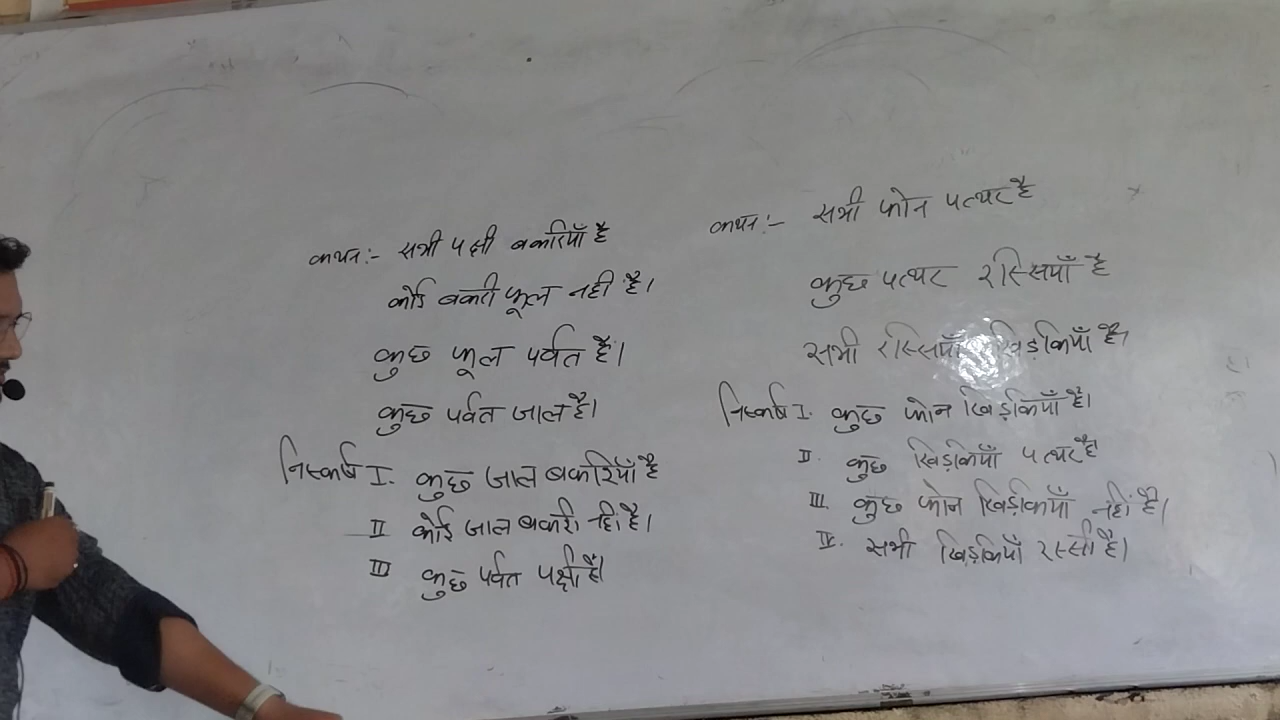 कथन:- सभी पक्षी बकरियाँ है
कोई बकरी फूल नही है।
कुछ फूल पर्वत हैं।
कुछ पर्वत जाल है।
निस्कर्ष I. कुछ जाल बकरियाँ है
II कोई जाल बकरी नहीं है।
III कुछ पर्वत पक्षी हैं।
कथन:- सभी फोन पत्थर है
कुछ पत्थर रस्सियाँ है
सभी रस्सियाँ खिड़कियाँ है।
निष्कर्ष I. कुछ फोन खिड़कियाँ है।
II. कुछ खिड़कियाँ पत्थर है।
III. कुछ फोन खिड़कियाँ नहीं है।
IV. सभी खिड़कियाँ रस्सी है।